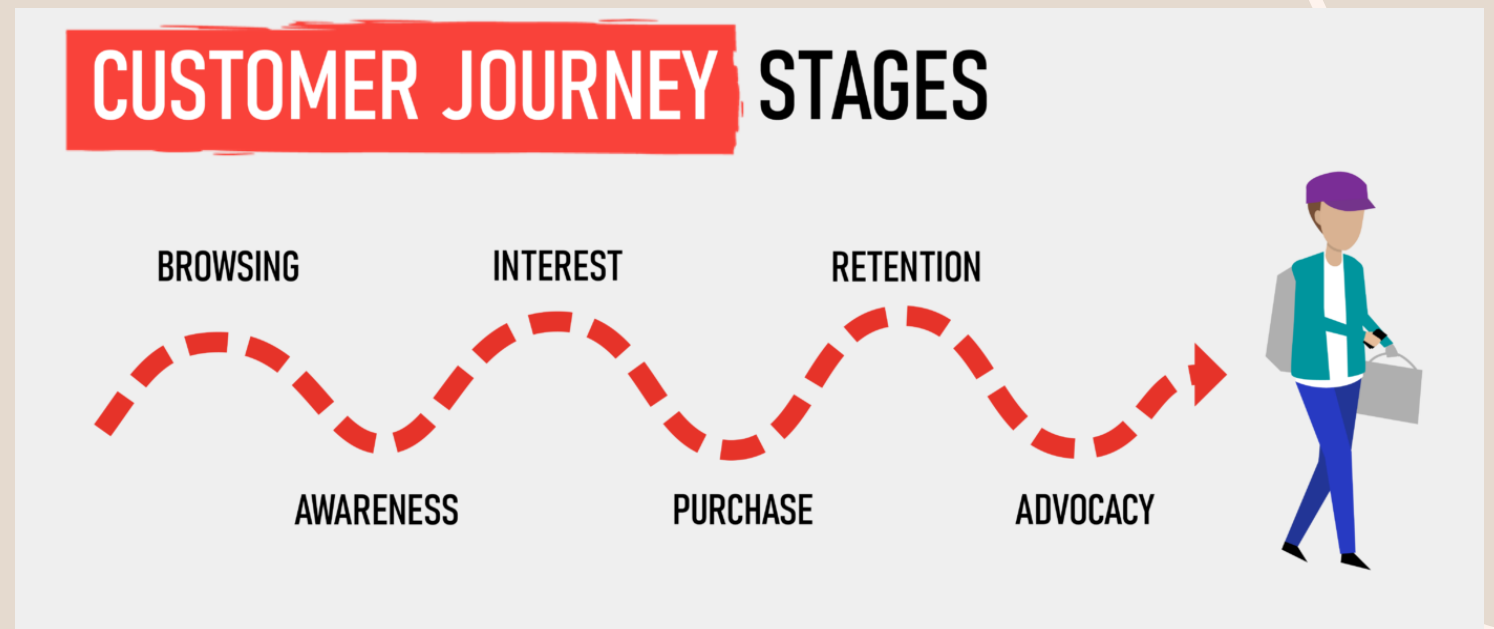 CUSTOMER JOURNEY STAGES
BROWSING INTEREST RETENTION
AWARENESS PURCHASE ADVOCACY